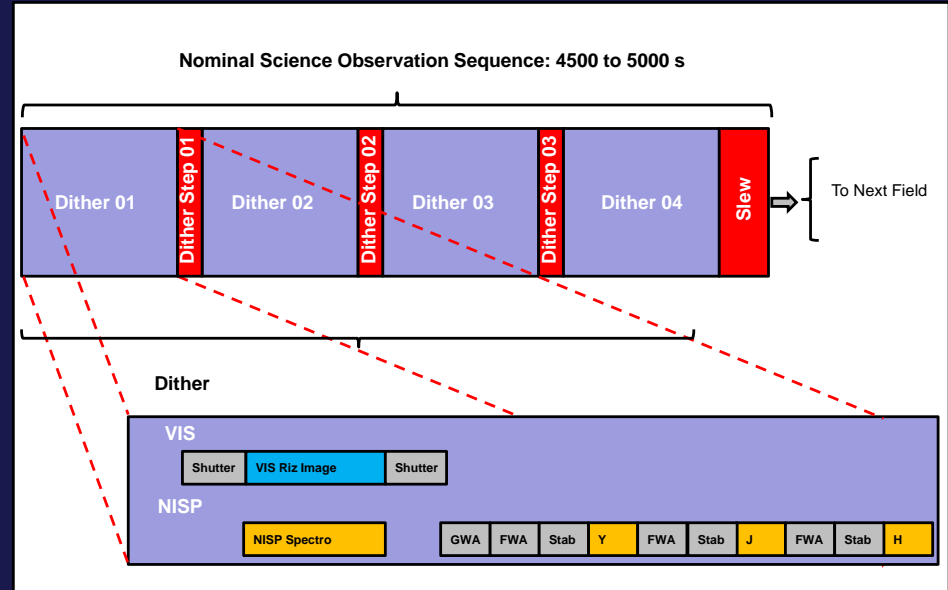 Nominal Science Observation Sequence: 4500 to 5000 s
Dither 01
Dither Step 01
Dither 02
Dither Step 02
Dither 03
Dither Step 03
Dither 04
Slew
To Next Field
Dither
VIS
Shutter VIS Riz Image Shutter
NISP
NISP Spectro GWA FWA Stab Y FWA Stab J FWA Stab H